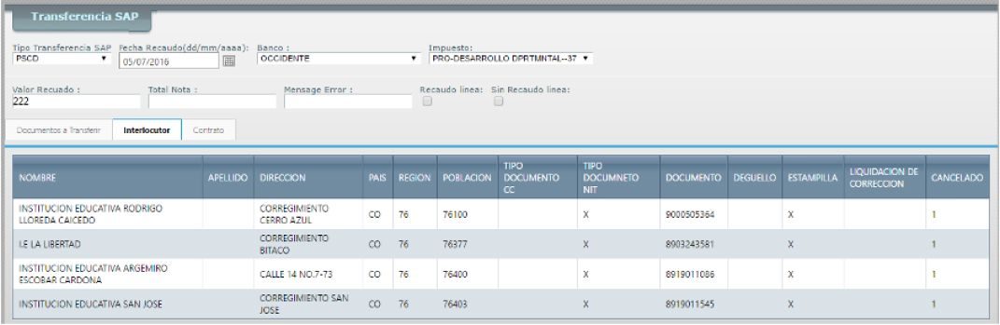 Transferencia SAP
Tipo Transferencia SAP Fecha Recaudo(dd/mm/aaaa): Banco : Impuesto:
PSCD 05/07/2016 OCCIDENTE PRO-DESARROLLO DPRTMNTAL--37
Valor Recuado : Total Nota : Mensage Error : Recaudo linea: Sin Recaudo linea:
222
Documentos a Transferir Interlocutor Contrato
NOMBRE APELLIDO DIRECCION PAIS REGION POBLACION TIPO DOCUMENTO CC TIPO DOCUMNETO NIT DOCUMENTO DEGUELLO ESTAMPILLA LIQUIDACION DE CORRECCION CANCELADO
INSTITUCION EDUCATIVA RODRIGO LLOREDA CAICEDO CORREGIMIENTO CERRO AZUL CO 76 76100 X 9000505364 X 1
I.E LA LIBERTAD CORREGIMIENTO BITACO CO 76 76377 X 8903243581 X 1
INSTITUCION EDUCATIVA ARGEMIRO ESCOBAR CARDONA CALLE 14 NO.7-73 CO 76 76400 X 8919011086 X 1
INSTITUCION EDUCATIVA SAN JOSE CORREGIMIENTO SAN JOSE CO 76 76403 X 8919011545 X 1